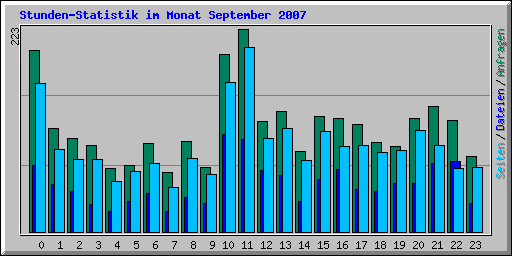 Stunden-Statistik im Monat September 2007
223
Seiten / Dateien / Anfragen
0 1 2 3 4 5 6 7 8 9 10 11 12 13 14 15 16 17 18 19 20 21 22 23